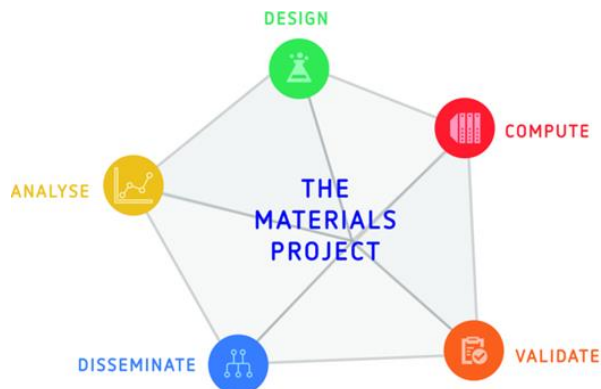 DESIGN
COMPUTE
ANALYSE
THE
MATERIALS
PROJECT
DISSEMINATE
VALIDATE